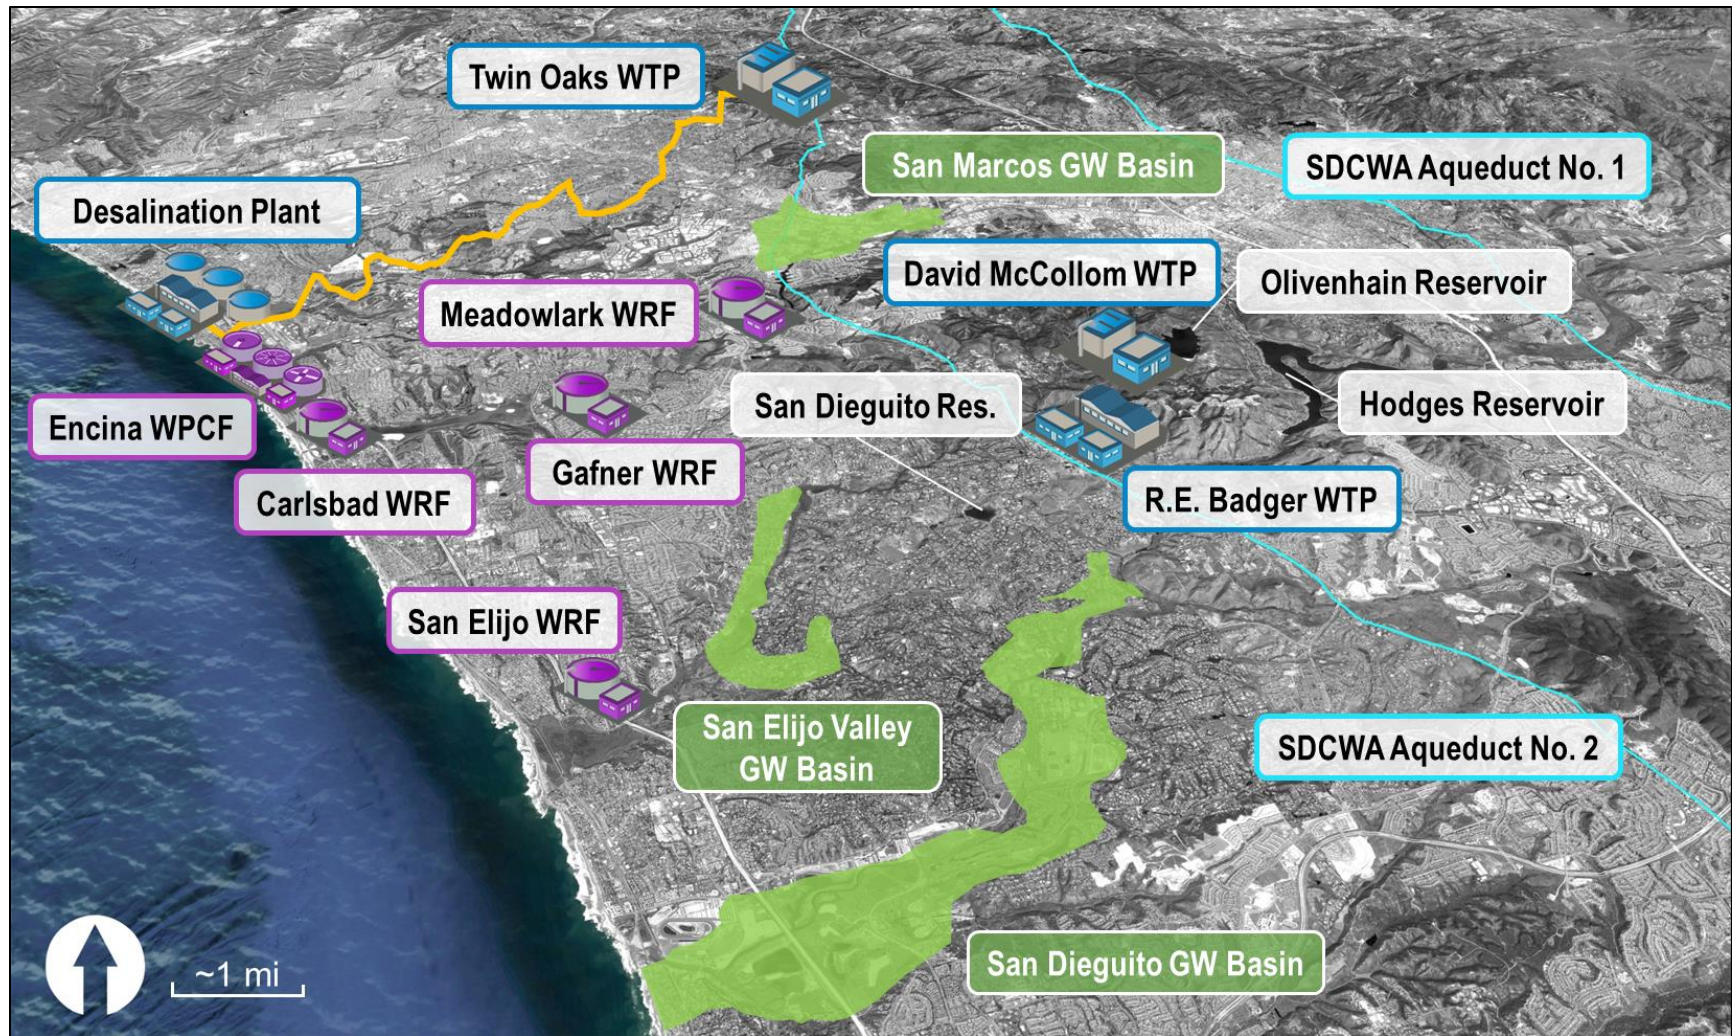 Twin Oaks WTP
San Marcos GW Basin
SDCWA Aqueduct No. 1
Desalination Plant
David McCollom WTP
Olivenhain Reservoir
Meadowlark WRF
San Dieguito Res.
Hodges Reservoir
Encina WPCF
Gafner WRF
Carlsbad WRF
R.E. Badger WTP
San Elijo WRF
San Elijo Valley
GW Basin
SDCWA Aqueduct No. 2
San Dieguito GW Basin
~1 mi